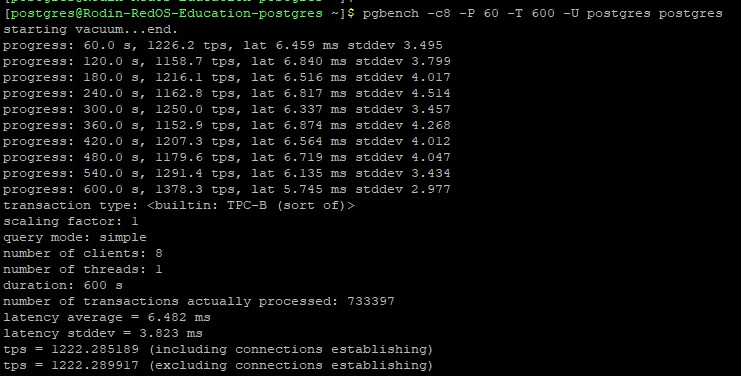 [postgres@Rodin-RedOS-Education-postgres ~]$ pgbench -c8 -P 60 -T 600 -U postgres postgres
starting vacuum...end.
progress: 60.0 s, 1226.2 tps, lat 6.459 ms stddev 3.495
progress: 120.0 s, 1158.7 tps, lat 6.840 ms stddev 3.799
progress: 180.0 s, 1216.1 tps, lat 6.516 ms stddev 4.017
progress: 240.0 s, 1162.8 tps, lat 6.817 ms stddev 4.514
progress: 300.0 s, 1250.0 tps, lat 6.337 ms stddev 3.457
progress: 360.0 s, 1152.9 tps, lat 6.874 ms stddev 4.268
progress: 420.0 s, 1207.3 tps, lat 6.564 ms stddev 4.012
progress: 480.0 s, 1179.6 tps, lat 6.719 ms stddev 4.047
progress: 540.0 s, 1291.4 tps, lat 6.135 ms stddev 3.434
progress: 600.0 s, 1378.3 tps, lat 5.745 ms stddev 2.977
transaction type: <builtin: TPC-B (sort of)>
scaling factor: 1
query mode: simple
number of clients: 8
number of threads: 1
duration: 600 s
number of transactions actually processed: 733397
latency average = 6.482 ms
latency stddev = 3.823 ms
tps = 1222.285189 (including connections establishing)
tps = 1222.289917 (excluding connections establishing)